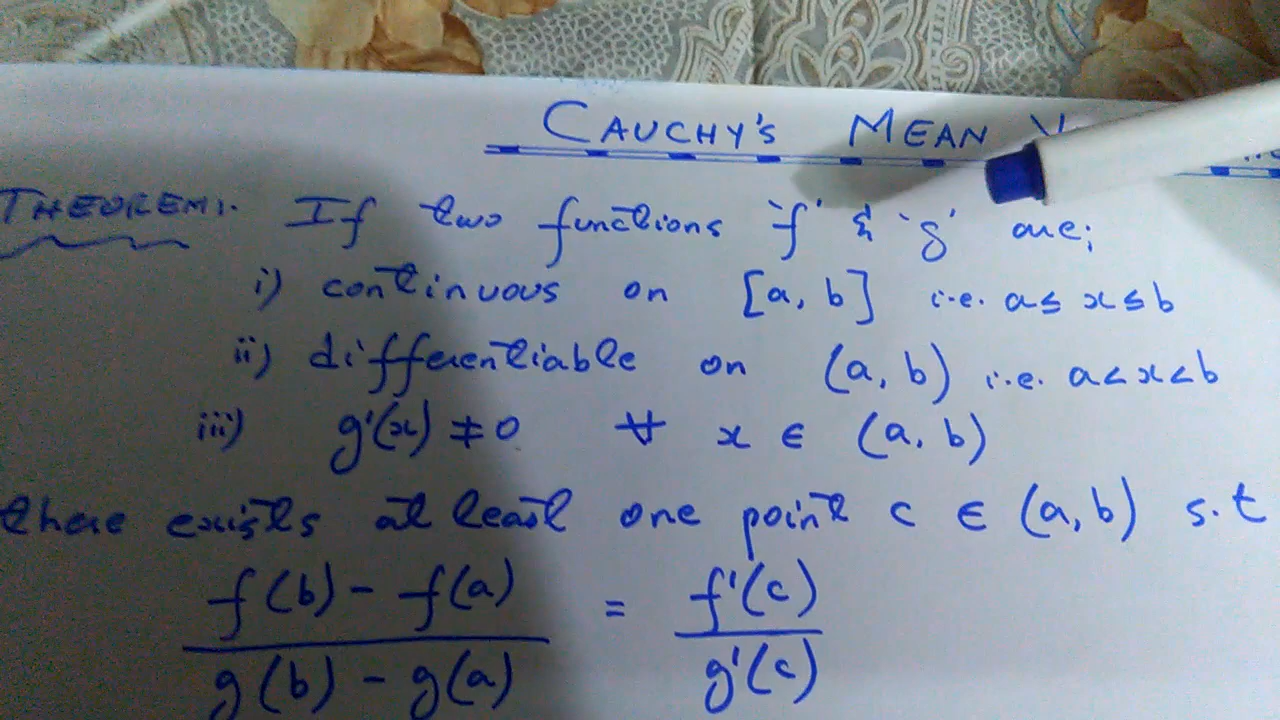 CAUCHY'S MEAN
THEOREM:. If two functions 'f' & 'g' are;
i) continuous on [a, b] i.e. a ≤ x ≤ b
ii) differentiable on (a, b) i.e. a < x < b
iii) g'(x) ≠ 0 ∀ x ∈ (a, b)
there exists at least one point c ∈ (a, b) s.t
f(b) - f(a) / g(b) - g(a) = f'(c) / g'(c)